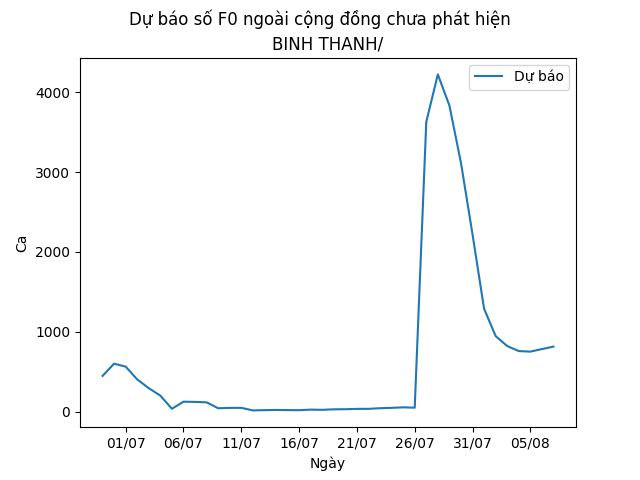 Dự báo số F0 ngoài cộng đồng chưa phát hiện
BINH THANH/
Dự báo
Ca
4000
3000
2000
1000
0
01/07 06/07 11/07 16/07 21/07 26/07 31/07 05/08
Ngày